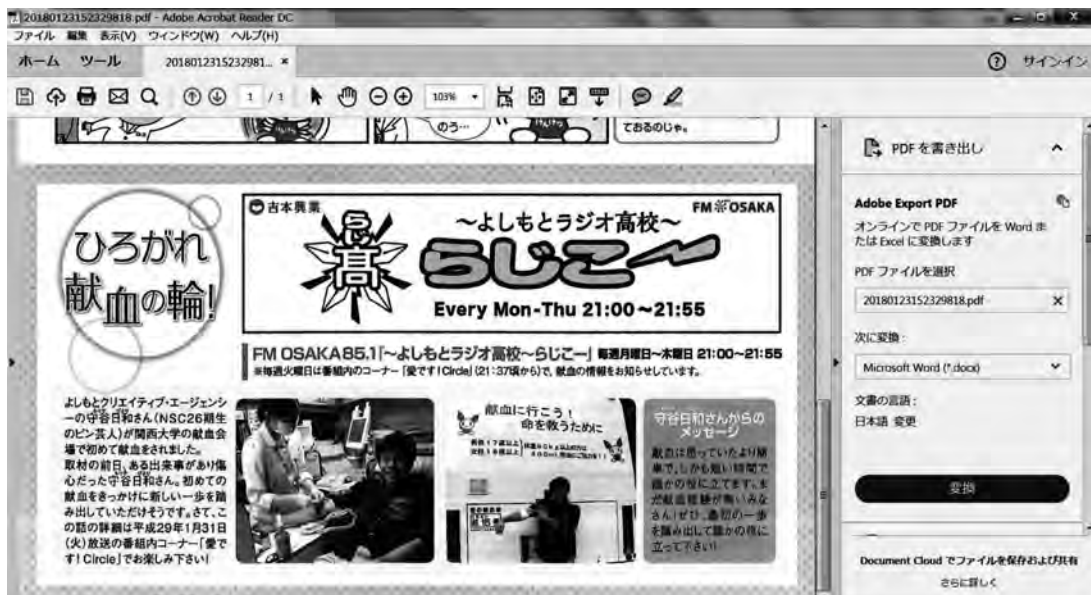 20180123152329818.pdf - Adobe Acrobat Reader DC
ファイル 編集 表示(V) ウィンドウ(W) ヘルプ(H)
ホーム ツール 2018012315232981... ×
サインイン
1 / 1
103%
のう…
ておるのじゃ。
ひろがれ
献血の輪!
吉本興業
FM OSAKA
らじ高
～よしもとラジオ高校～
らじこー
Every Mon-Thu 21:00～21:55
FM OSAKA 85.1「～よしもとラジオ高校～らじこー」 毎週月曜日～木曜日 21:00～21:55
※毎週火曜日は番組内のコーナー「愛です!Circle」(21:37頃から)で、献血の情報をお知らせしています。
よしもとクリエイティブ・エージェンシ
ーの守谷日和さん(NSC26期生
のピン芸人)が関西大学の献血会
場で初めて献血をされました。
取材の前日、ある出来事があり傷
心だった守谷日和さん。初めての
献血をきっかけに新しい一歩を踏
み出していただけそうです。さて、こ
の話の詳細は平成29年1月31日
(火)放送の番組内コーナー「愛で
す!Circle」でお楽しみ下さい!
献血に行こう!
命を救うために
守谷日和さんからの
メッセージ
献血は思っていたより簡
単で、しかも短い時間で
誰かの役に立てます。ま
だ献血経験が無いみな
さん!ぜひ、最初の一歩
を踏み出して誰かの役に
立って下さい!
PDF を書き出し
Adobe Export PDF
オンラインで PDF ファイルを Word ま
たは Excel に変換します
PDF ファイルを選択
20180123152329818.pdf ×
次に変換 :
Microsoft Word (*.docx)
文書の言語 :
日本語 変更
変換
Document Cloud でファイルを保存および共有
さらに詳しく